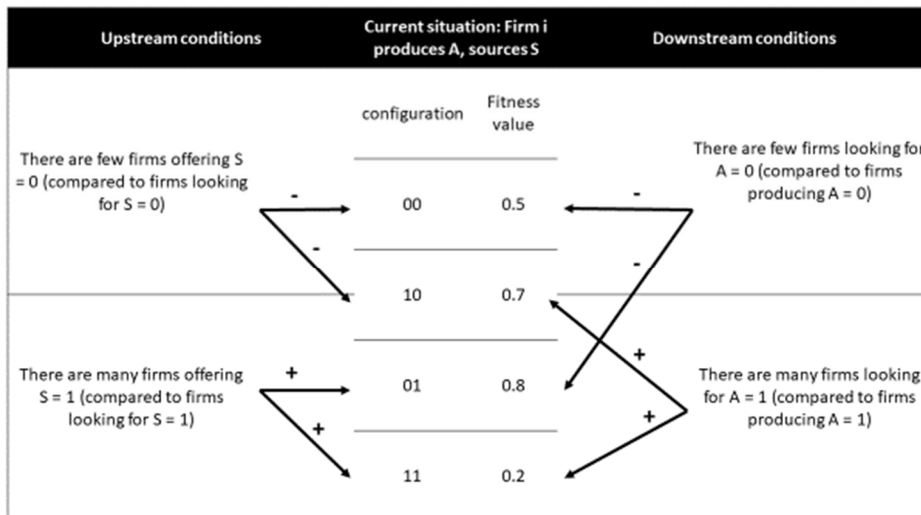 Upstream conditions
Current situation: Firm i
produces A, sources S
Downstream conditions
configuration
Fitness
value
There are few firms offering S
= 0 (compared to firms looking
for S = 0)
There are few firms looking for
A = 0 (compared to firms
producing A = 0)
- 00 0.5 -
- -
10 0.7
+
There are many firms offering
S = 1 (compared to firms
looking for S = 1)
+ 01 0.8
There are many firms looking
for A = 1 (compared to firms
producing A = 1)
+ +
11 0.2